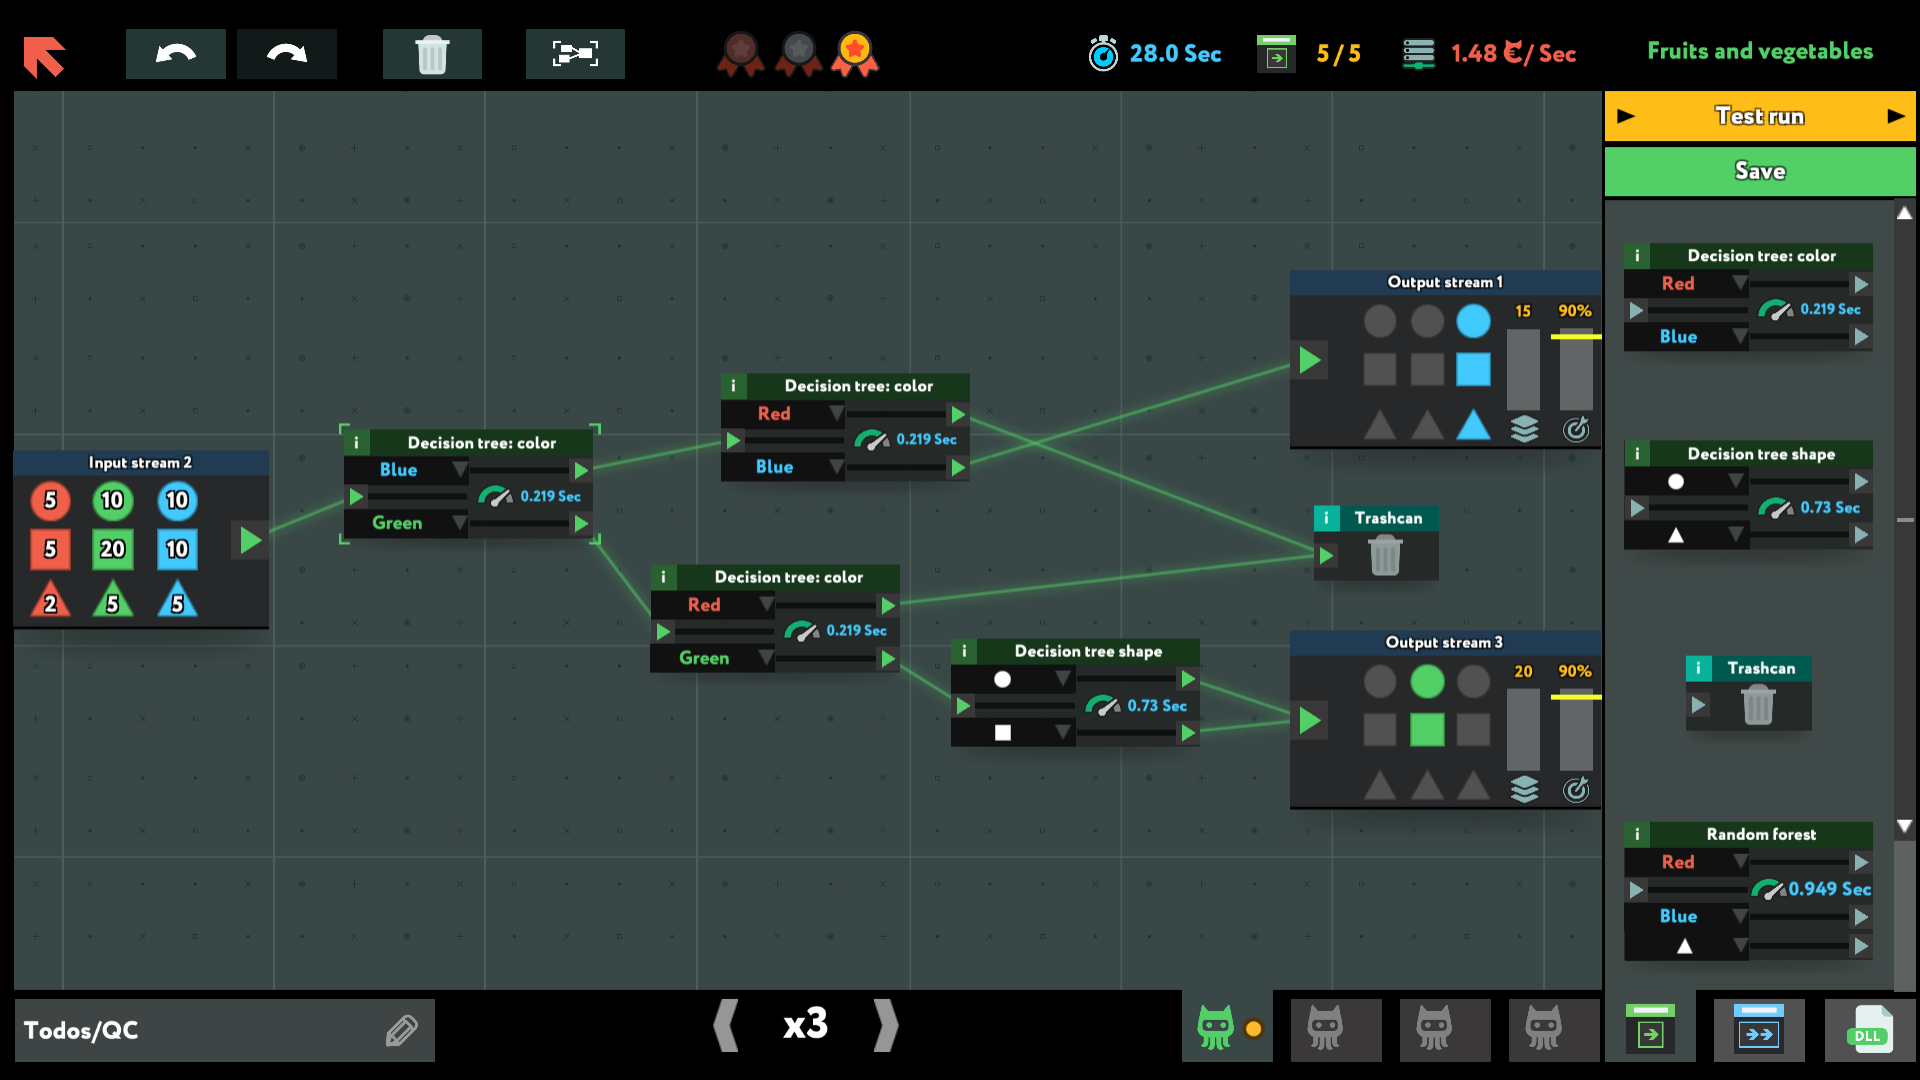 28.0 Sec
5 / 5
1.48 €/ Sec
Fruits and vegetables
Test run
Save
Decision tree: color
Red
0.219 Sec
Blue
Decision tree shape
0.73 Sec
Trashcan
Random forest
Red
0.949 Sec
Blue
Input stream 2
5 10 10
5 20 10
2 5 5
i Decision tree: color
Blue
0.219 Sec
Green
i Decision tree: color
Red
0.219 Sec
Blue
i Decision tree: color
Red
0.219 Sec
Green
i Decision tree shape
0.73 Sec
Output stream 1
15 90%
i Trashcan
Output stream 3
20 90%
Todos/QC
x3
DLL